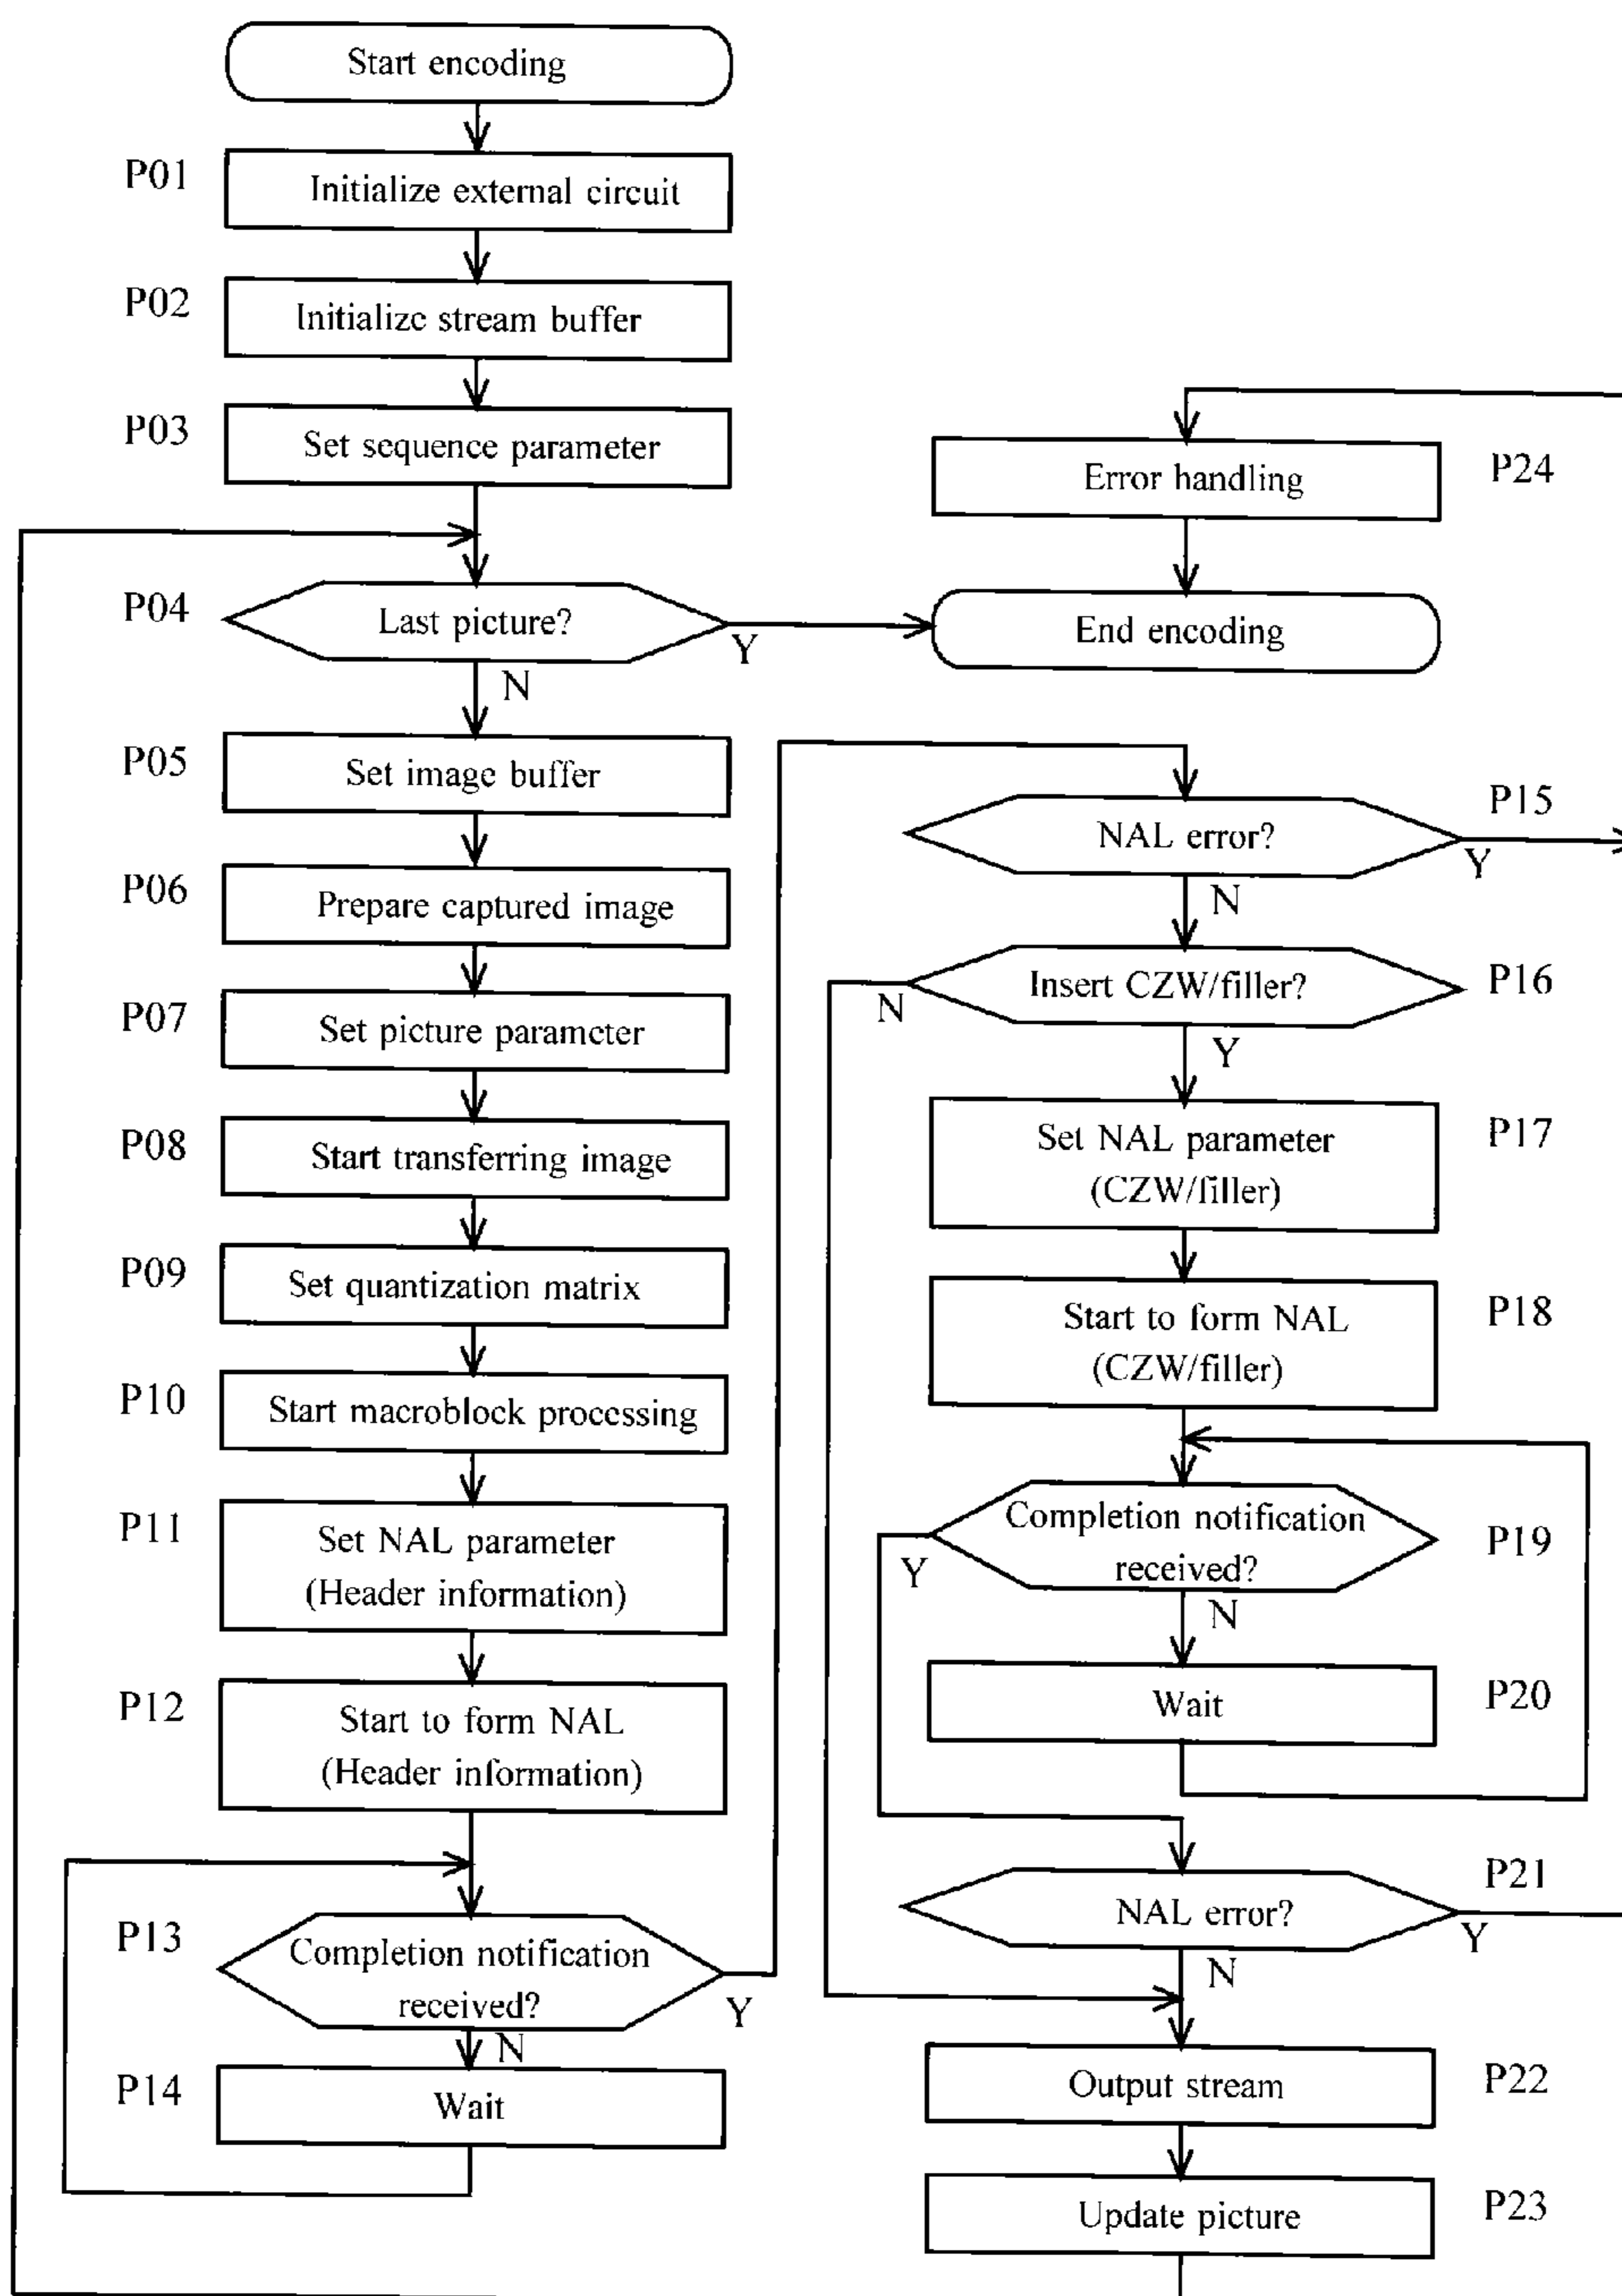 Start encoding
P01
Initialize external circuit
P02
Initialize stream buffer
P03
Set sequence parameter
P04
Last picture?
Y
N
P05
Set image buffer
P06
Prepare captured image
P07
Set picture parameter
P08
Start transferring image
P09
Set quantization matrix
P10
Start macroblock processing
P11
Set NAL parameter
(Header information)
P12
Start to form NAL
(Header information)
P13
Completion notification
received?
Y
N
P14
Wait
Error handling
P24
End encoding
P15
NAL error?
Y
N
Insert CZW/filler?
P16
N
Y
Set NAL parameter
(CZW/filler)
P17
Start to form NAL
(CZW/filler)
P18
Completion notification
received?
P19
Y
N
Wait
P20
P21
NAL error?
Y
N
Output stream
P22
Update picture
P23